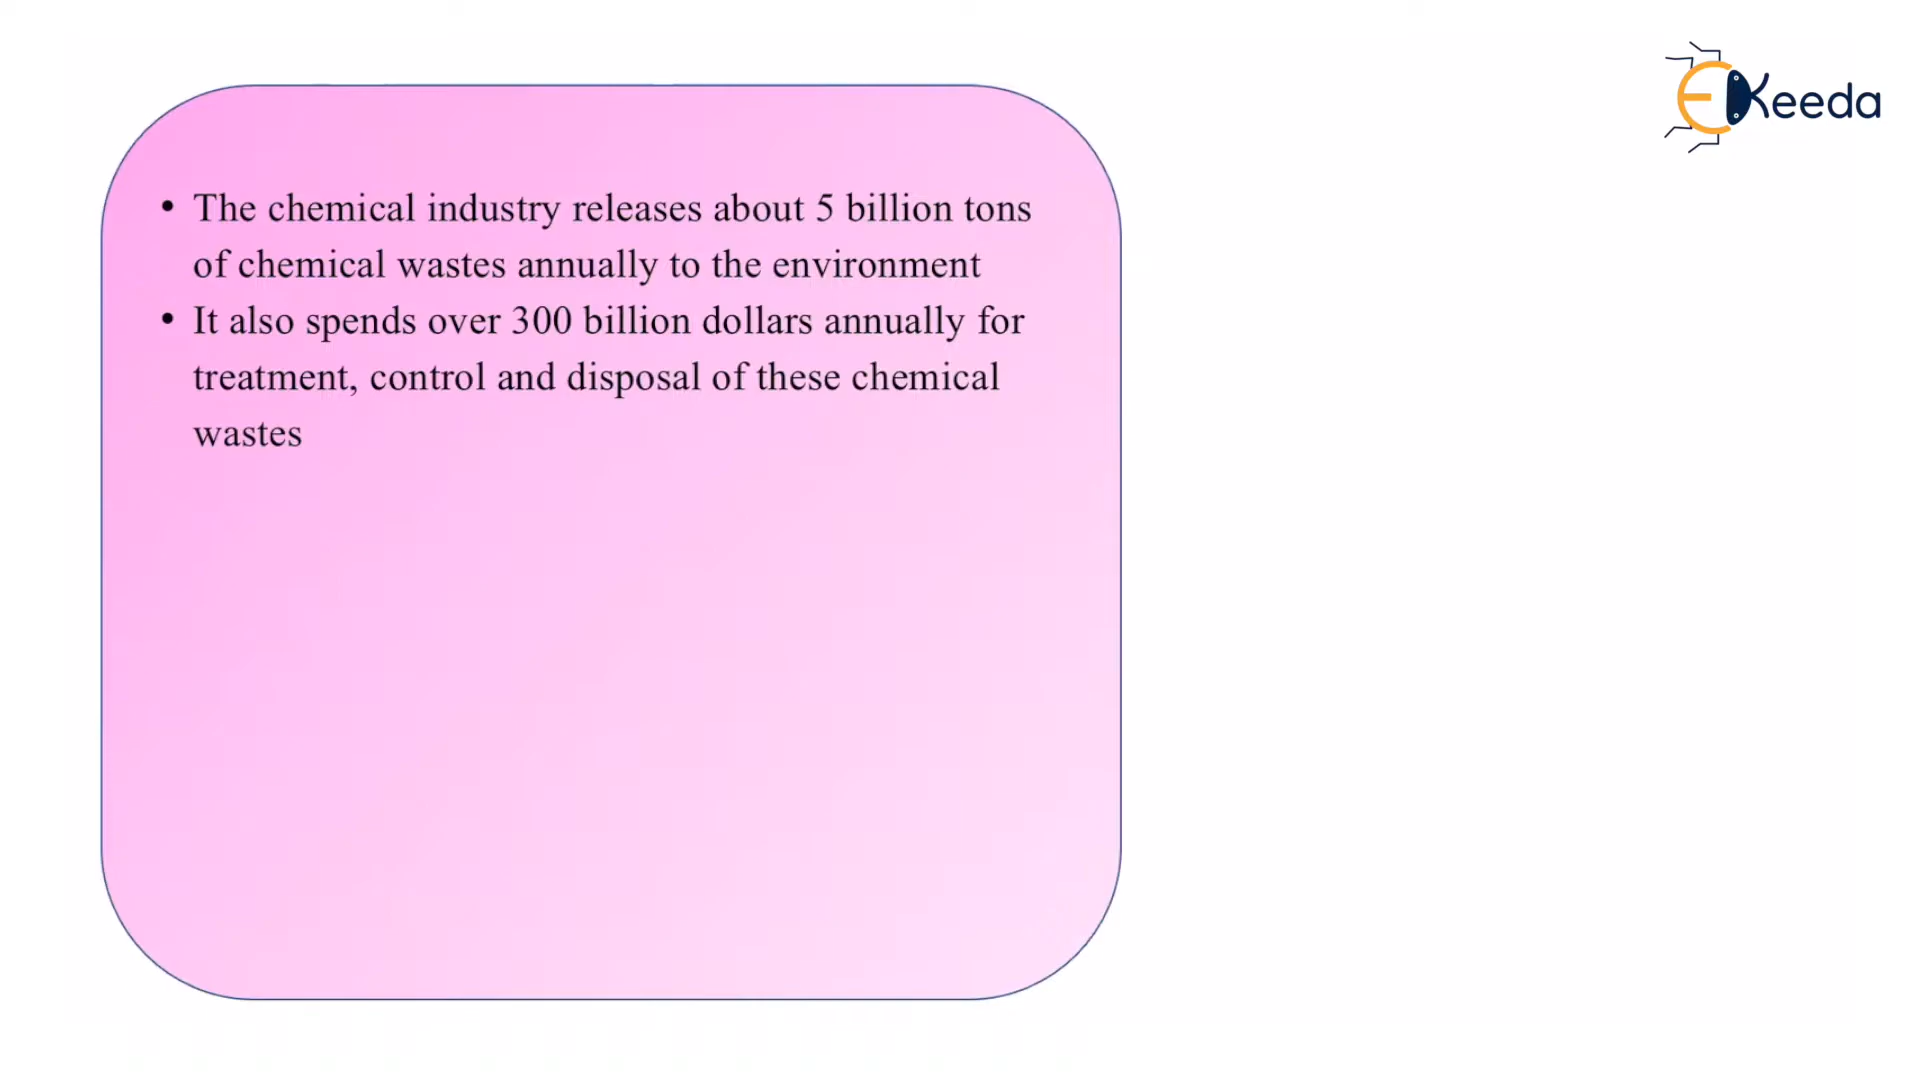 EKeeda
• The chemical industry releases about 5 billion tons
of chemical wastes annually to the environment
• It also spends over 300 billion dollars annually for
treatment, control and disposal of these chemical
wastes